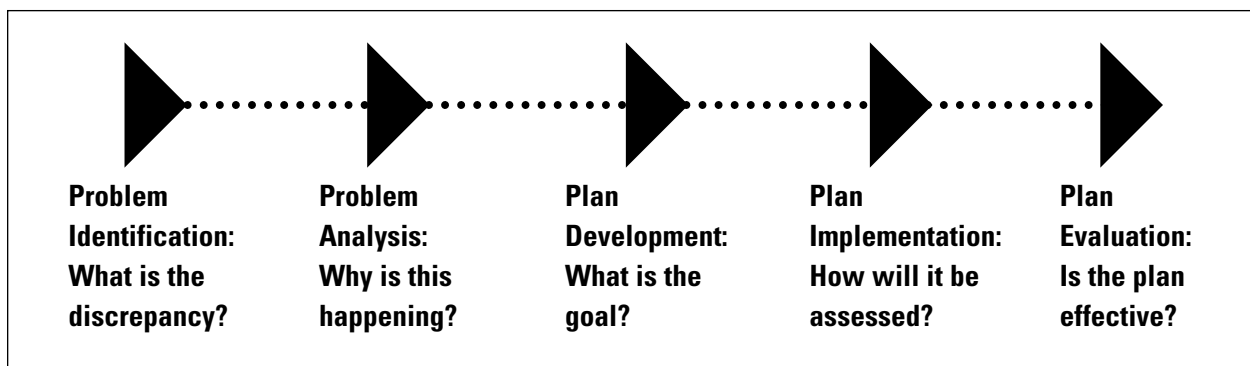 Problem
Identification:
What is the
discrepancy?
Problem
Analysis:
Why is this
happening?
Plan
Development:
What is the
goal?
Plan
Implementation:
How will it be
assessed?
Plan
Evaluation:
Is the plan
effective?